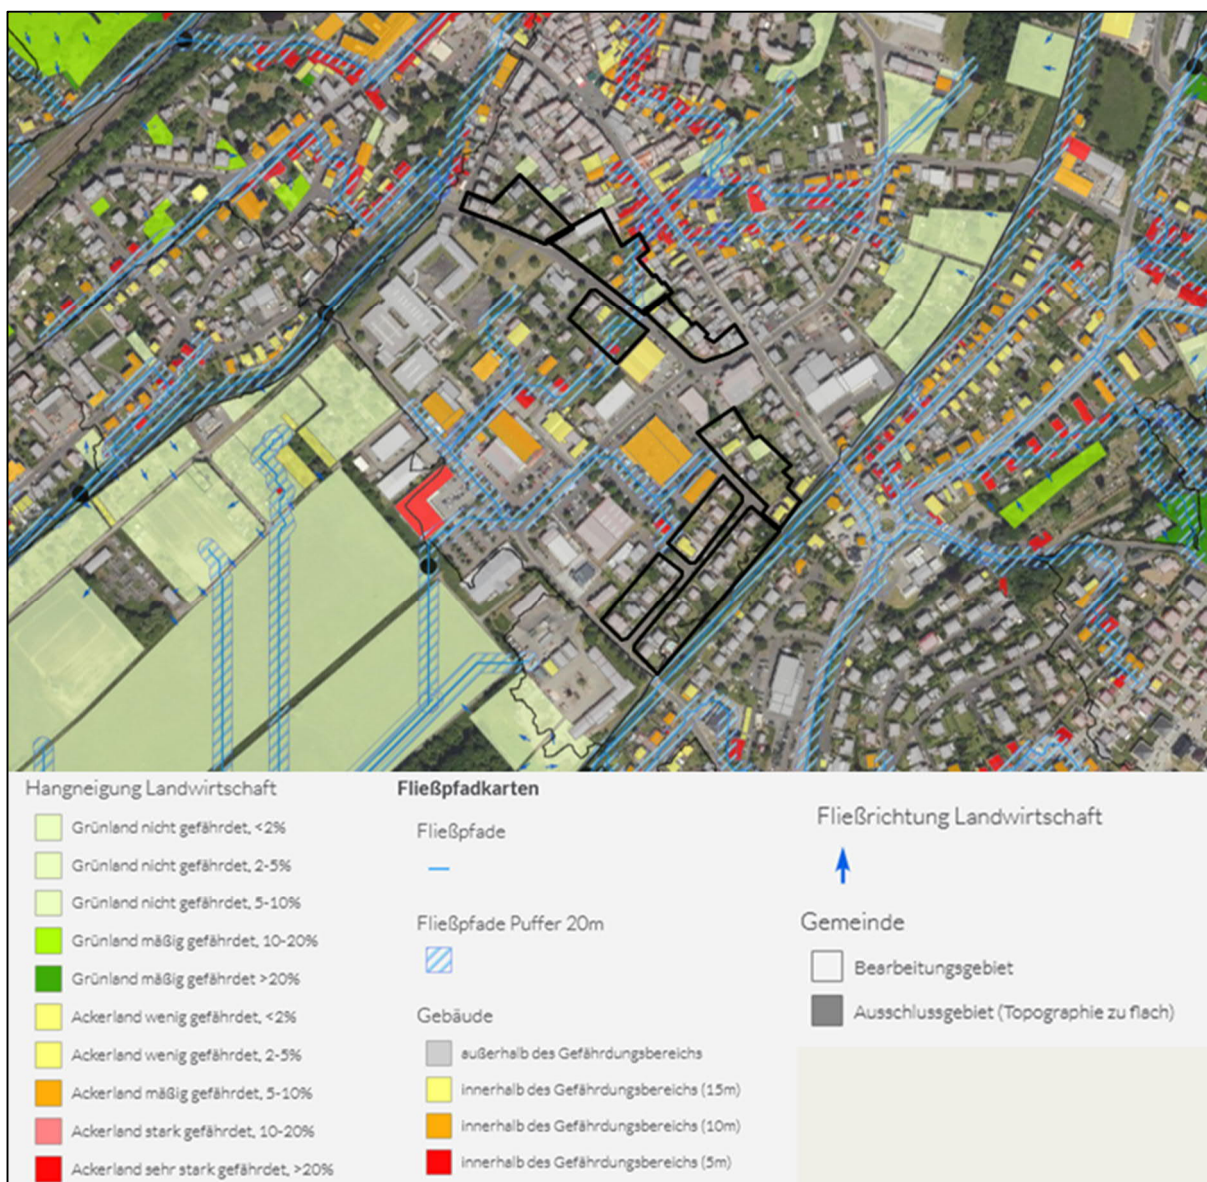 Hangneigung Landwirtschaft
Grünland nicht gefährdet, <2%
Grünland nicht gefährdet, 2-5%
Grünland nicht gefährdet, 5-10%
Grünland mäßig gefährdet, 10-20%
Grünland mäßig gefährdet >20%
Ackerland wenig gefährdet, <2%
Ackerland wenig gefährdet, 2-5%
Ackerland mäßig gefährdet, 5-10%
Ackerland stark gefährdet, 10-20%
Ackerland sehr stark gefährdet, >20%
Fließpfadkarten
Fließpfade
Fließpfade Puffer 20m
Gebäude
außerhalb des Gefährdungsbereichs
innerhalb des Gefährdungsbereichs (15m)
innerhalb des Gefährdungsbereichs (10m)
innerhalb des Gefährdungsbereichs (5m)
Fließrichtung Landwirtschaft
Gemeinde
Bearbeitungsgebiet
Ausschlussgebiet (Topographie zu flach)